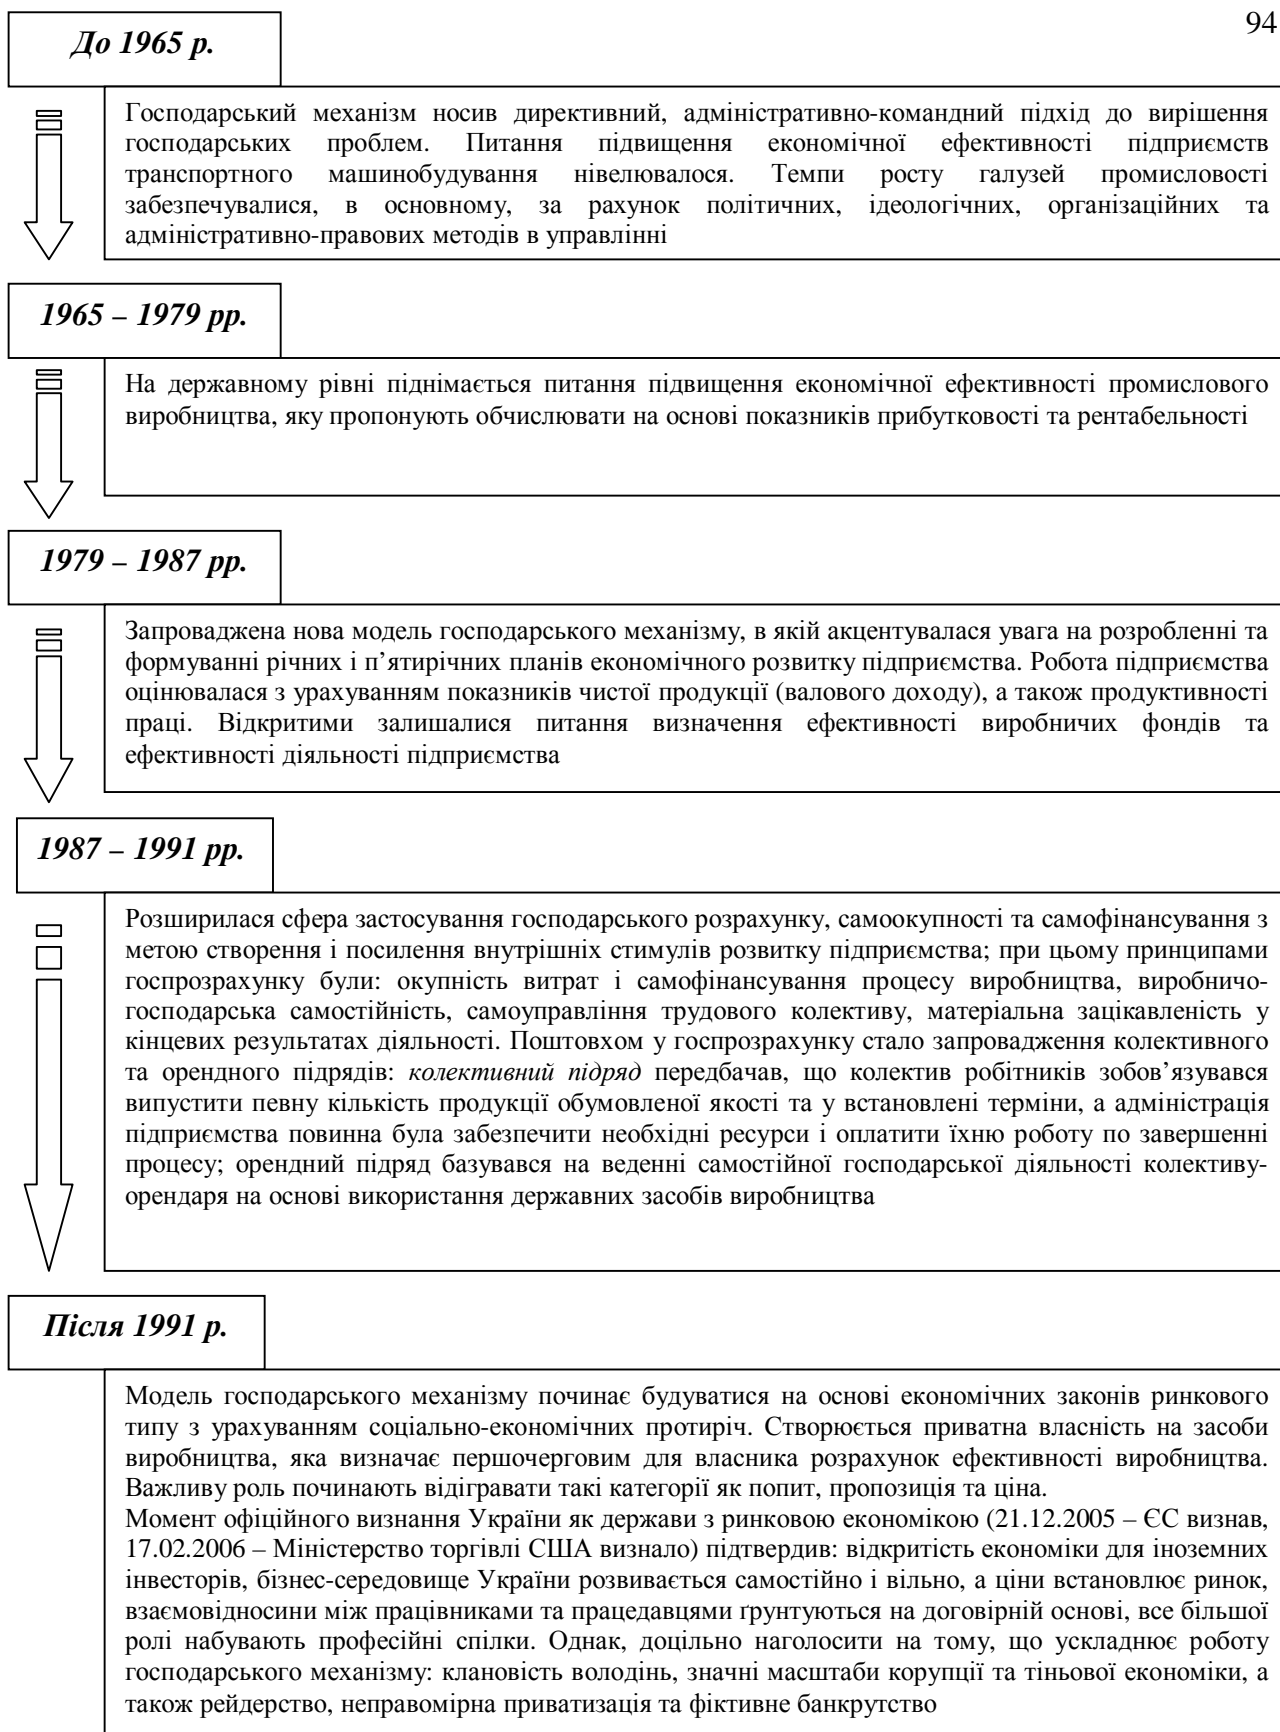 94
До 1965 р.
Господарський механізм носив директивний, адміністративно-командний підхід до вирішення
господарських проблем. Питання підвищення економічної ефективності підприємств
транспортного машинобудування нівелювалося. Темпи росту галузей промисловості
забезпечувалися, в основному, за рахунок політичних, ідеологічних, організаційних та
адміністративно-правових методів в управлінні
1965 – 1979 рр.
На державному рівні піднімається питання підвищення економічної ефективності промислового
виробництва, яку пропонують обчислювати на основі показників прибутковості та рентабельності
1979 – 1987 рр.
Запроваджена нова модель господарського механізму, в якій акцентувалася увага на розробленні та
формуванні річних і п’ятирічних планів економічного розвитку підприємства. Робота підприємства
оцінювалася з урахуванням показників чистої продукції (валового доходу), а також продуктивності
праці. Відкритими залишалися питання визначення ефективності виробничих фондів та
ефективності діяльності підприємства
1987 – 1991 рр.
Розширилася сфера застосування господарського розрахунку, самоокупності та самофінансування з
метою створення і посилення внутрішніх стимулів розвитку підприємства; при цьому принципами
госпрозрахунку були: окупність витрат і самофінансування процесу виробництва, виробничо-
господарська самостійність, самоуправління трудового колективу, матеріальна зацікавленість у
кінцевих результатах діяльності. Поштовхом у госпрозрахунку стало запровадження колективного
та орендного підрядів: колективний підряд передбачав, що колектив робітників зобов’язувався
випустити певну кількість продукції обумовленої якості та у встановлені терміни, а адміністрація
підприємства повинна була забезпечити необхідні ресурси і оплатити їхню роботу по завершенні
процесу; орендний підряд базувався на веденні самостійної господарської діяльності колективу-
орендаря на основі використання державних засобів виробництва
Після 1991 р.
Модель господарського механізму починає будуватися на основі економічних законів ринкового
типу з урахуванням соціально-економічних протиріч. Створюється приватна власність на засоби
виробництва, яка визначає першочерговим для власника розрахунок ефективності виробництва.
Важливу роль починають відігравати такі категорії як попит, пропозиція та ціна.
Момент офіційного визнання України як держави з ринковою економікою (21.12.2005 – ЄС визнав,
17.02.2006 – Міністерство торгівлі США визнало) підтвердив: відкритість економіки для іноземних
інвесторів, бізнес-середовище України розвивається самостійно і вільно, а ціни встановлює ринок,
взаємовідносини між працівниками та працедавцями ґрунтуються на договірній основі, все більшої
ролі набувають професійні спілки. Однак, доцільно наголосити на тому, що ускладнює роботу
господарського механізму: клановість володінь, значні масштаби корупції та тіньової економіки, а
також рейдерство, неправомірна приватизація та фіктивне банкрутство